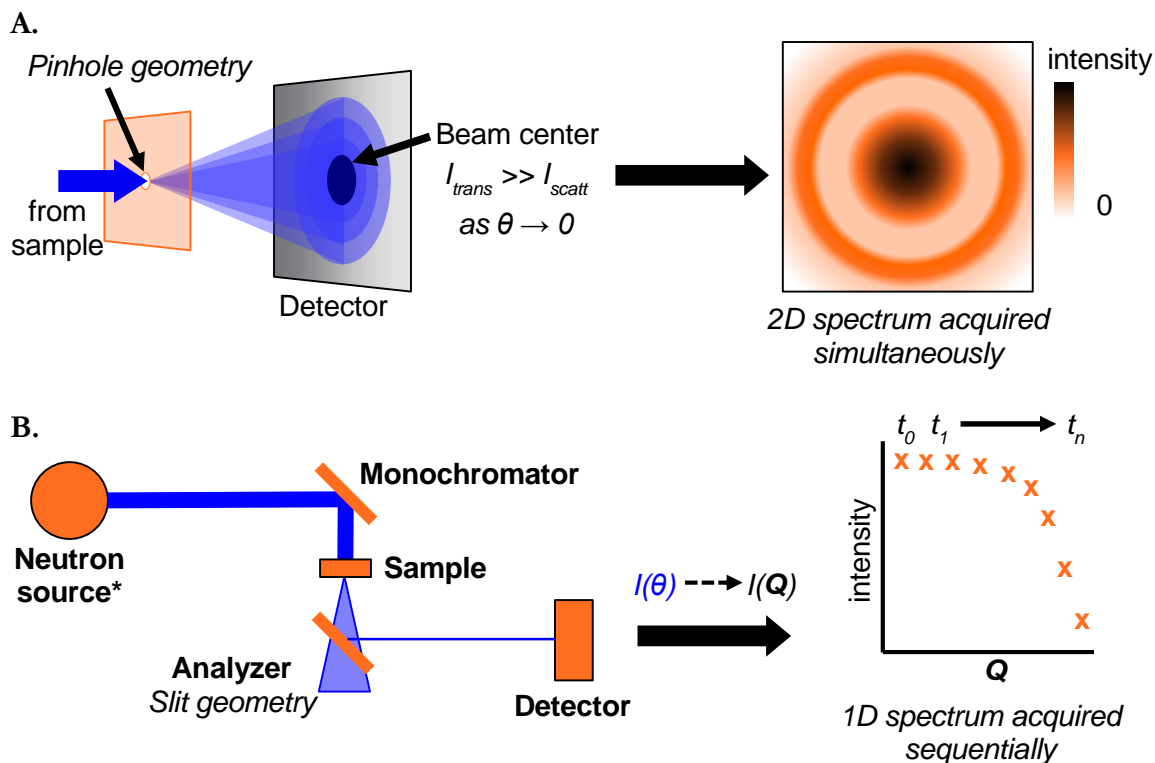 A.
Pinhole geometry
from
sample
Detector
Beam center
I_trans >> I_scatt
as θ → 0
intensity
0
2D spectrum acquired
simultaneously
B.
Neutron
source*
Monochromator
Sample
Analyzer
Slit geometry
Detector
I(θ) --→ I(Q)
t_0 t_1 → t_n
intensity
Q
1D spectrum acquired
sequentially